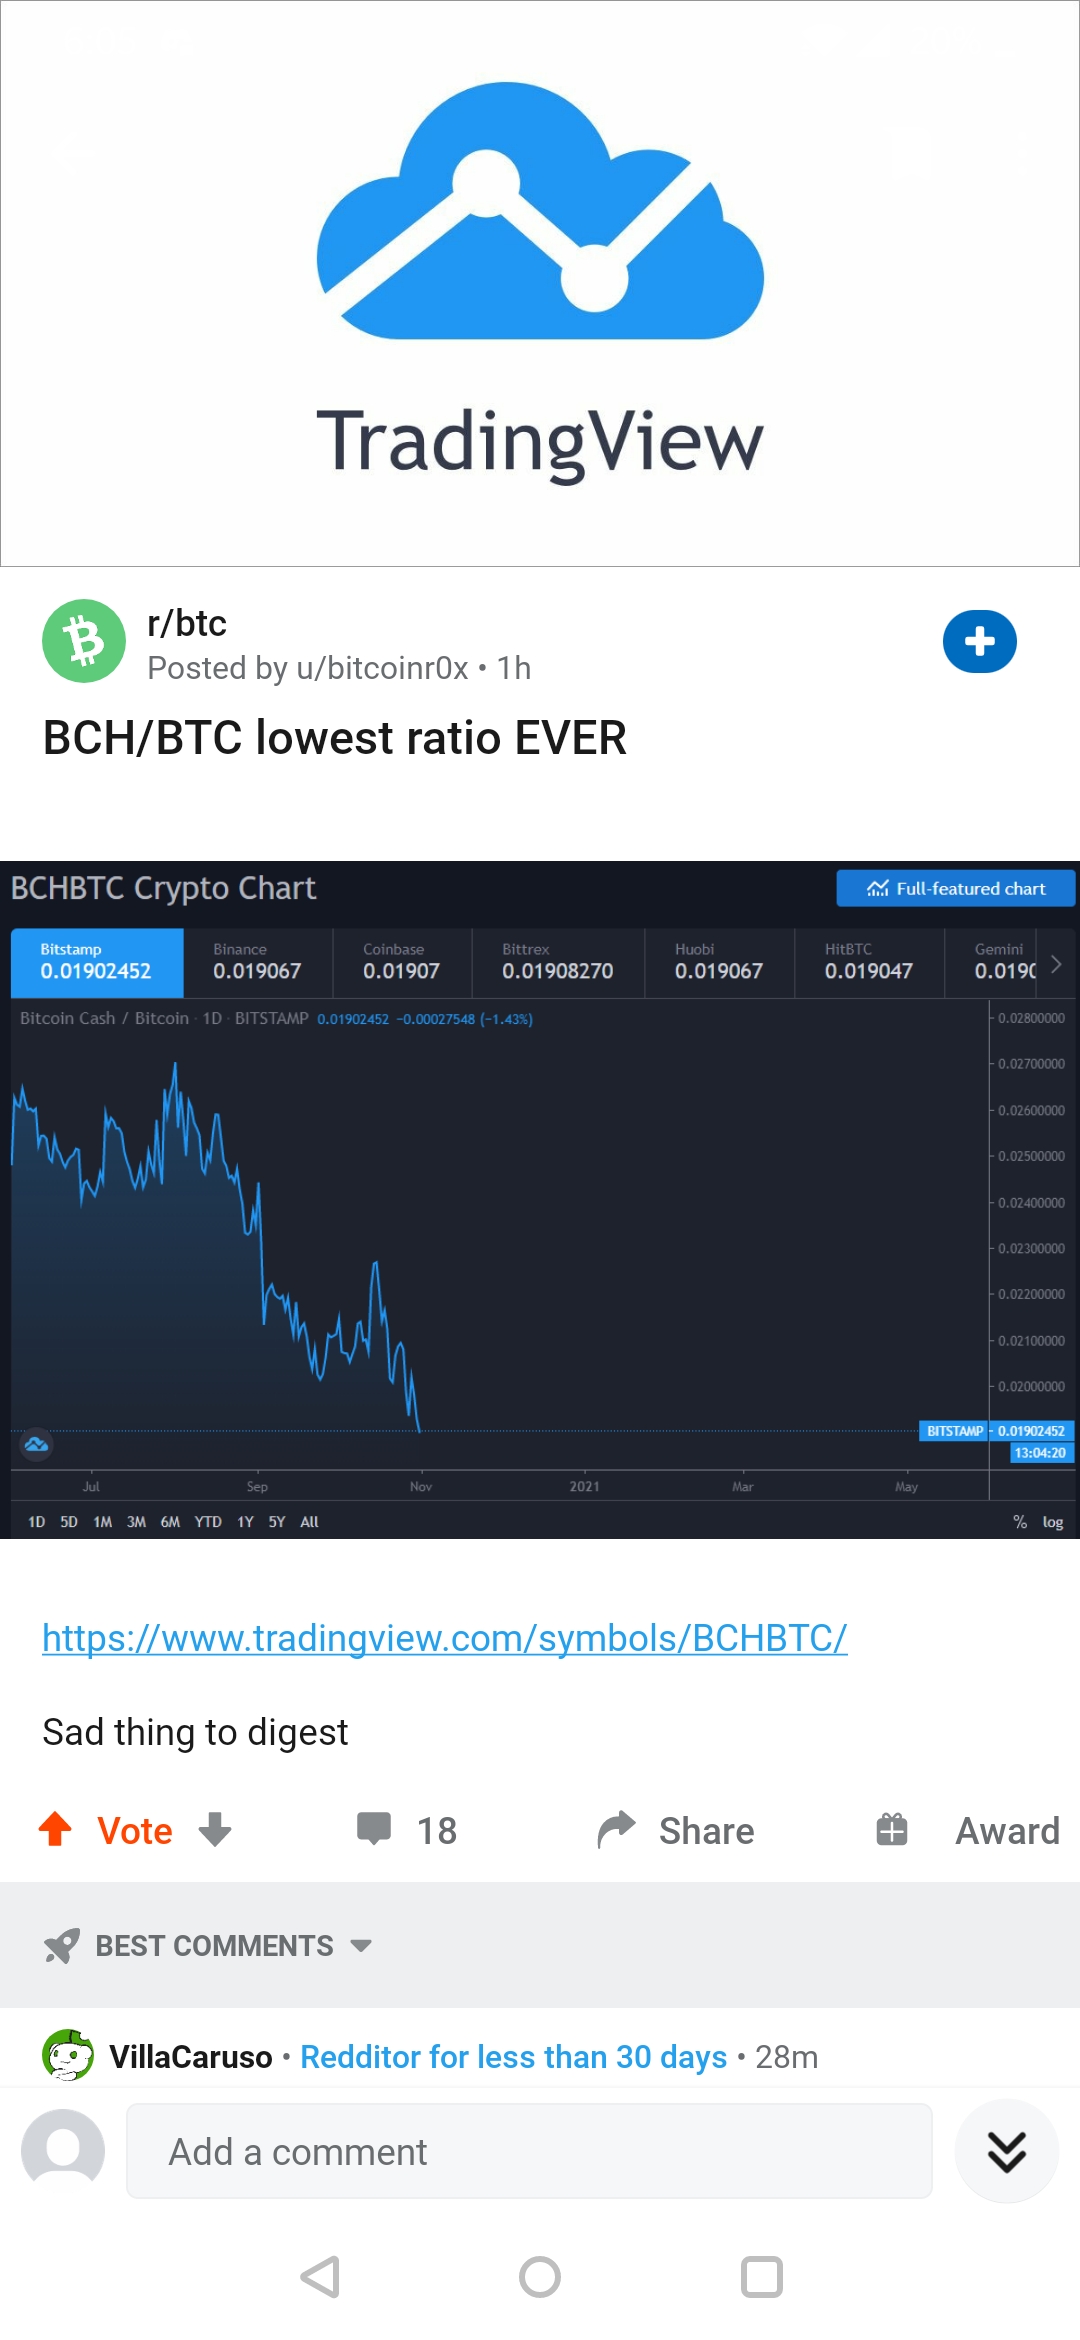 TradingView
r/btc
Posted by u/bitcoinr0x • 1h
BCH/BTC lowest ratio EVER
BCHBTC Crypto Chart
Full-featured chart
Bitstamp Binance Coinbase Bittrex Huobi HitBTC Gemini
0.01902452 0.019067 0.01907 0.01908270 0.019067 0.019047 0.0190
Bitcoin Cash / Bitcoin · 1D · BITSTAMP 0.01902452 −0.00027548 (−1.43%)
0.02800000
0.02700000
0.02600000
0.02500000
0.02400000
0.02300000
0.02200000
0.02100000
0.02000000
BITSTAMP 0.01902452
13:04:20
Jul Sep Nov 2021 Mar May
1D 5D 1M 3M 6M YTD 1Y 5Y All % log
https://www.tradingview.com/symbols/BCHBTC/
Sad thing to digest
Vote 18 Share Award
BEST COMMENTS
VillaCaruso • Redditor for less than 30 days • 28m
Add a comment